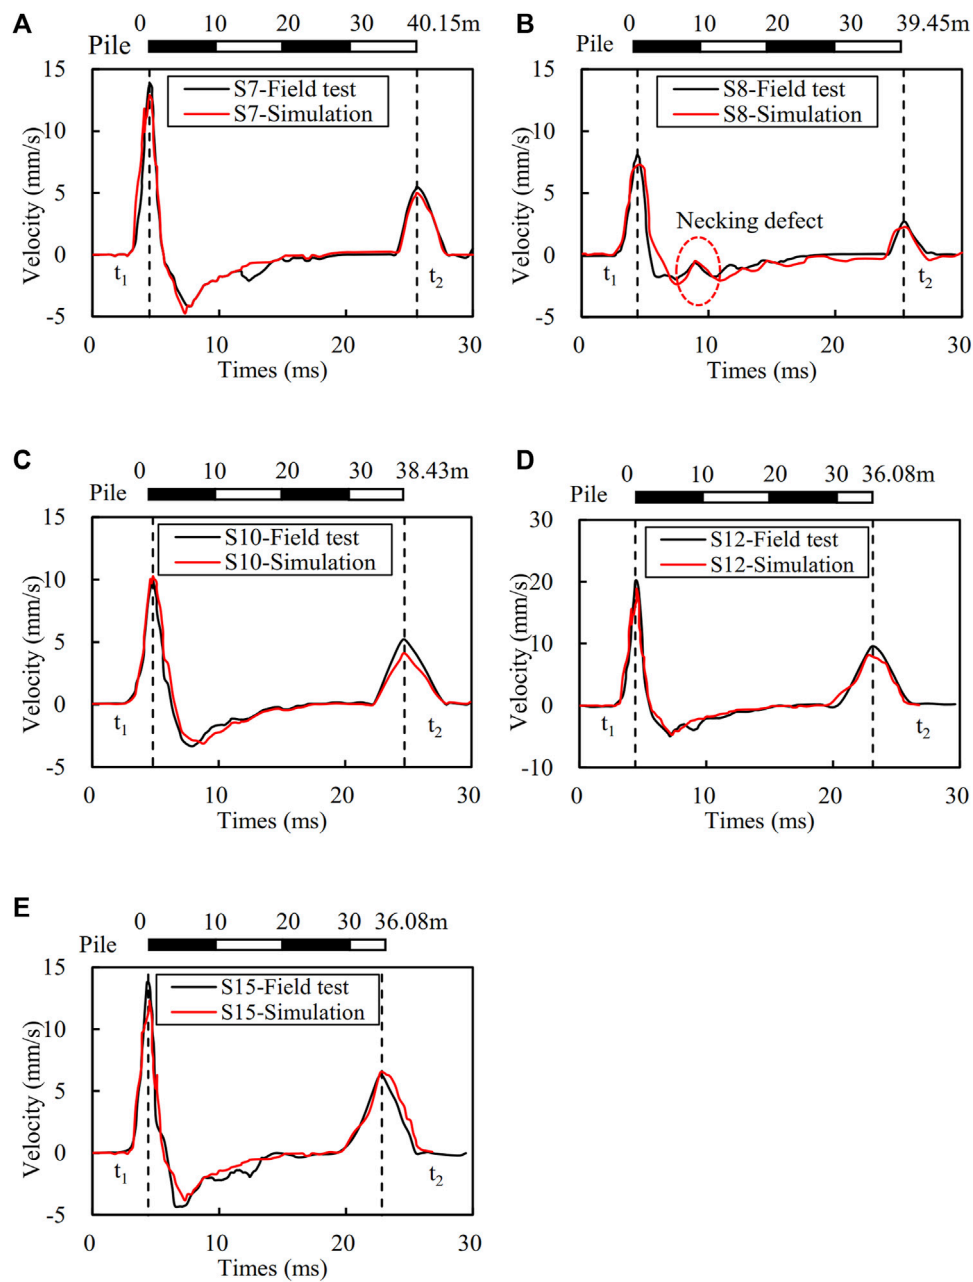 A
0 10 20 30 40.15m
Pile
15
10
5
0
-5
Velocity (mm/s)
S7-Field test
S7-Simulation
t1
t2
0 10 20 30
Times (ms)
B
0 10 20 30 39.45m
Pile
15
10
5
0
-5
Velocity (mm/s)
S8-Field test
S8-Simulation
Necking defect
t1
t2
0 10 20 30
Times (ms)
C
0 10 20 30 38.43m
Pile
15
10
5
0
-5
Velocity (mm/s)
S10-Field test
S10-Simulation
t1
t2
0 10 20 30
Times (ms)
D
0 10 20 30 36.08m
Pile
30
20
10
0
-10
Velocity (mm/s)
S12-Field test
S12-Simulation
t1
t2
0 10 20 30
Times (ms)
E
0 10 20 30 36.08m
Pile
15
10
5
0
-5
Velocity (mm/s)
S15-Field test
S15-Simulation
t1
t2
0 10 20 30
Times (ms)